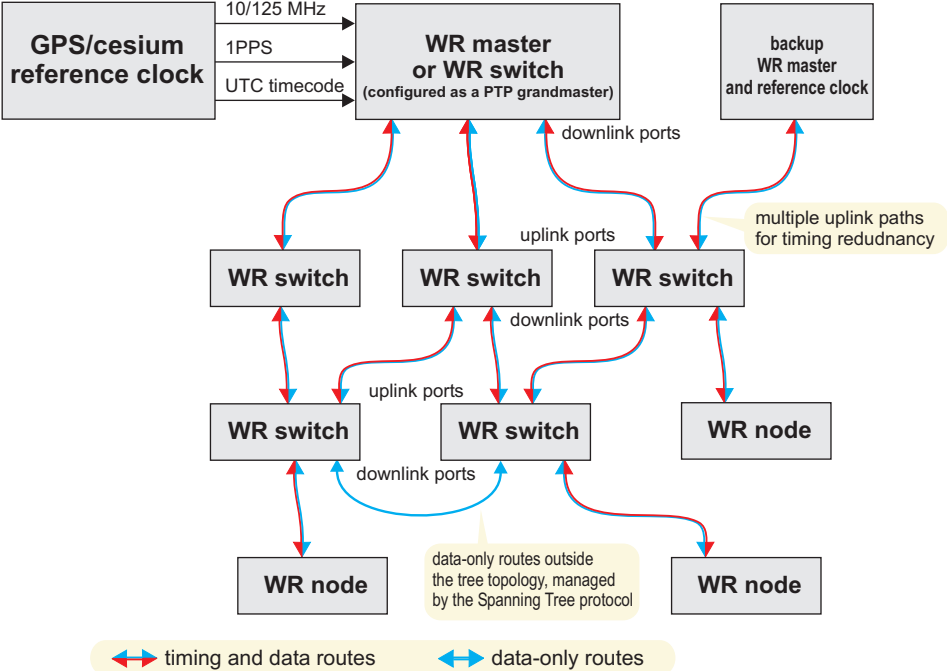 GPS/cesium
reference clock
10/125 MHz
1PPS
UTC timecode
WR master
or WR switch
(configured as a PTP grandmaster)
backup
WR master
and reference clock
downlink ports
multiple uplink paths
for timing redudnancy
uplink ports
WR switch
WR switch
WR switch
downlink ports
uplink ports
WR switch
WR switch
WR node
downlink ports
data-only routes outside
the tree topology, managed
by the Spanning Tree protocol
WR node
WR node
timing and data routes
data-only routes